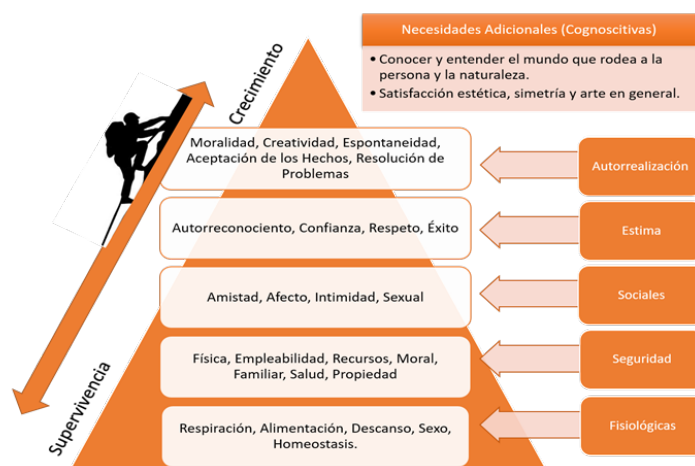 Necesidades Adicionales (Cognoscitivas)
• Conocer y entender el mundo que rodea a la
persona y la naturaleza.
• Satisfacción estética, simetría y arte en general.
Crecimiento
Supervivencia
Moralidad, Creatividad, Espontaneidad,
Aceptación de los Hechos, Resolución de
Problemas
Autorrealización
Autorreconociento, Confianza, Respeto, Éxito
Estima
Amistad, Afecto, Intimidad, Sexual
Sociales
Física, Empleabilidad, Recursos, Moral,
Familiar, Salud, Propiedad
Seguridad
Respiración, Alimentación, Descanso, Sexo,
Homeostasis.
Fisiológicas